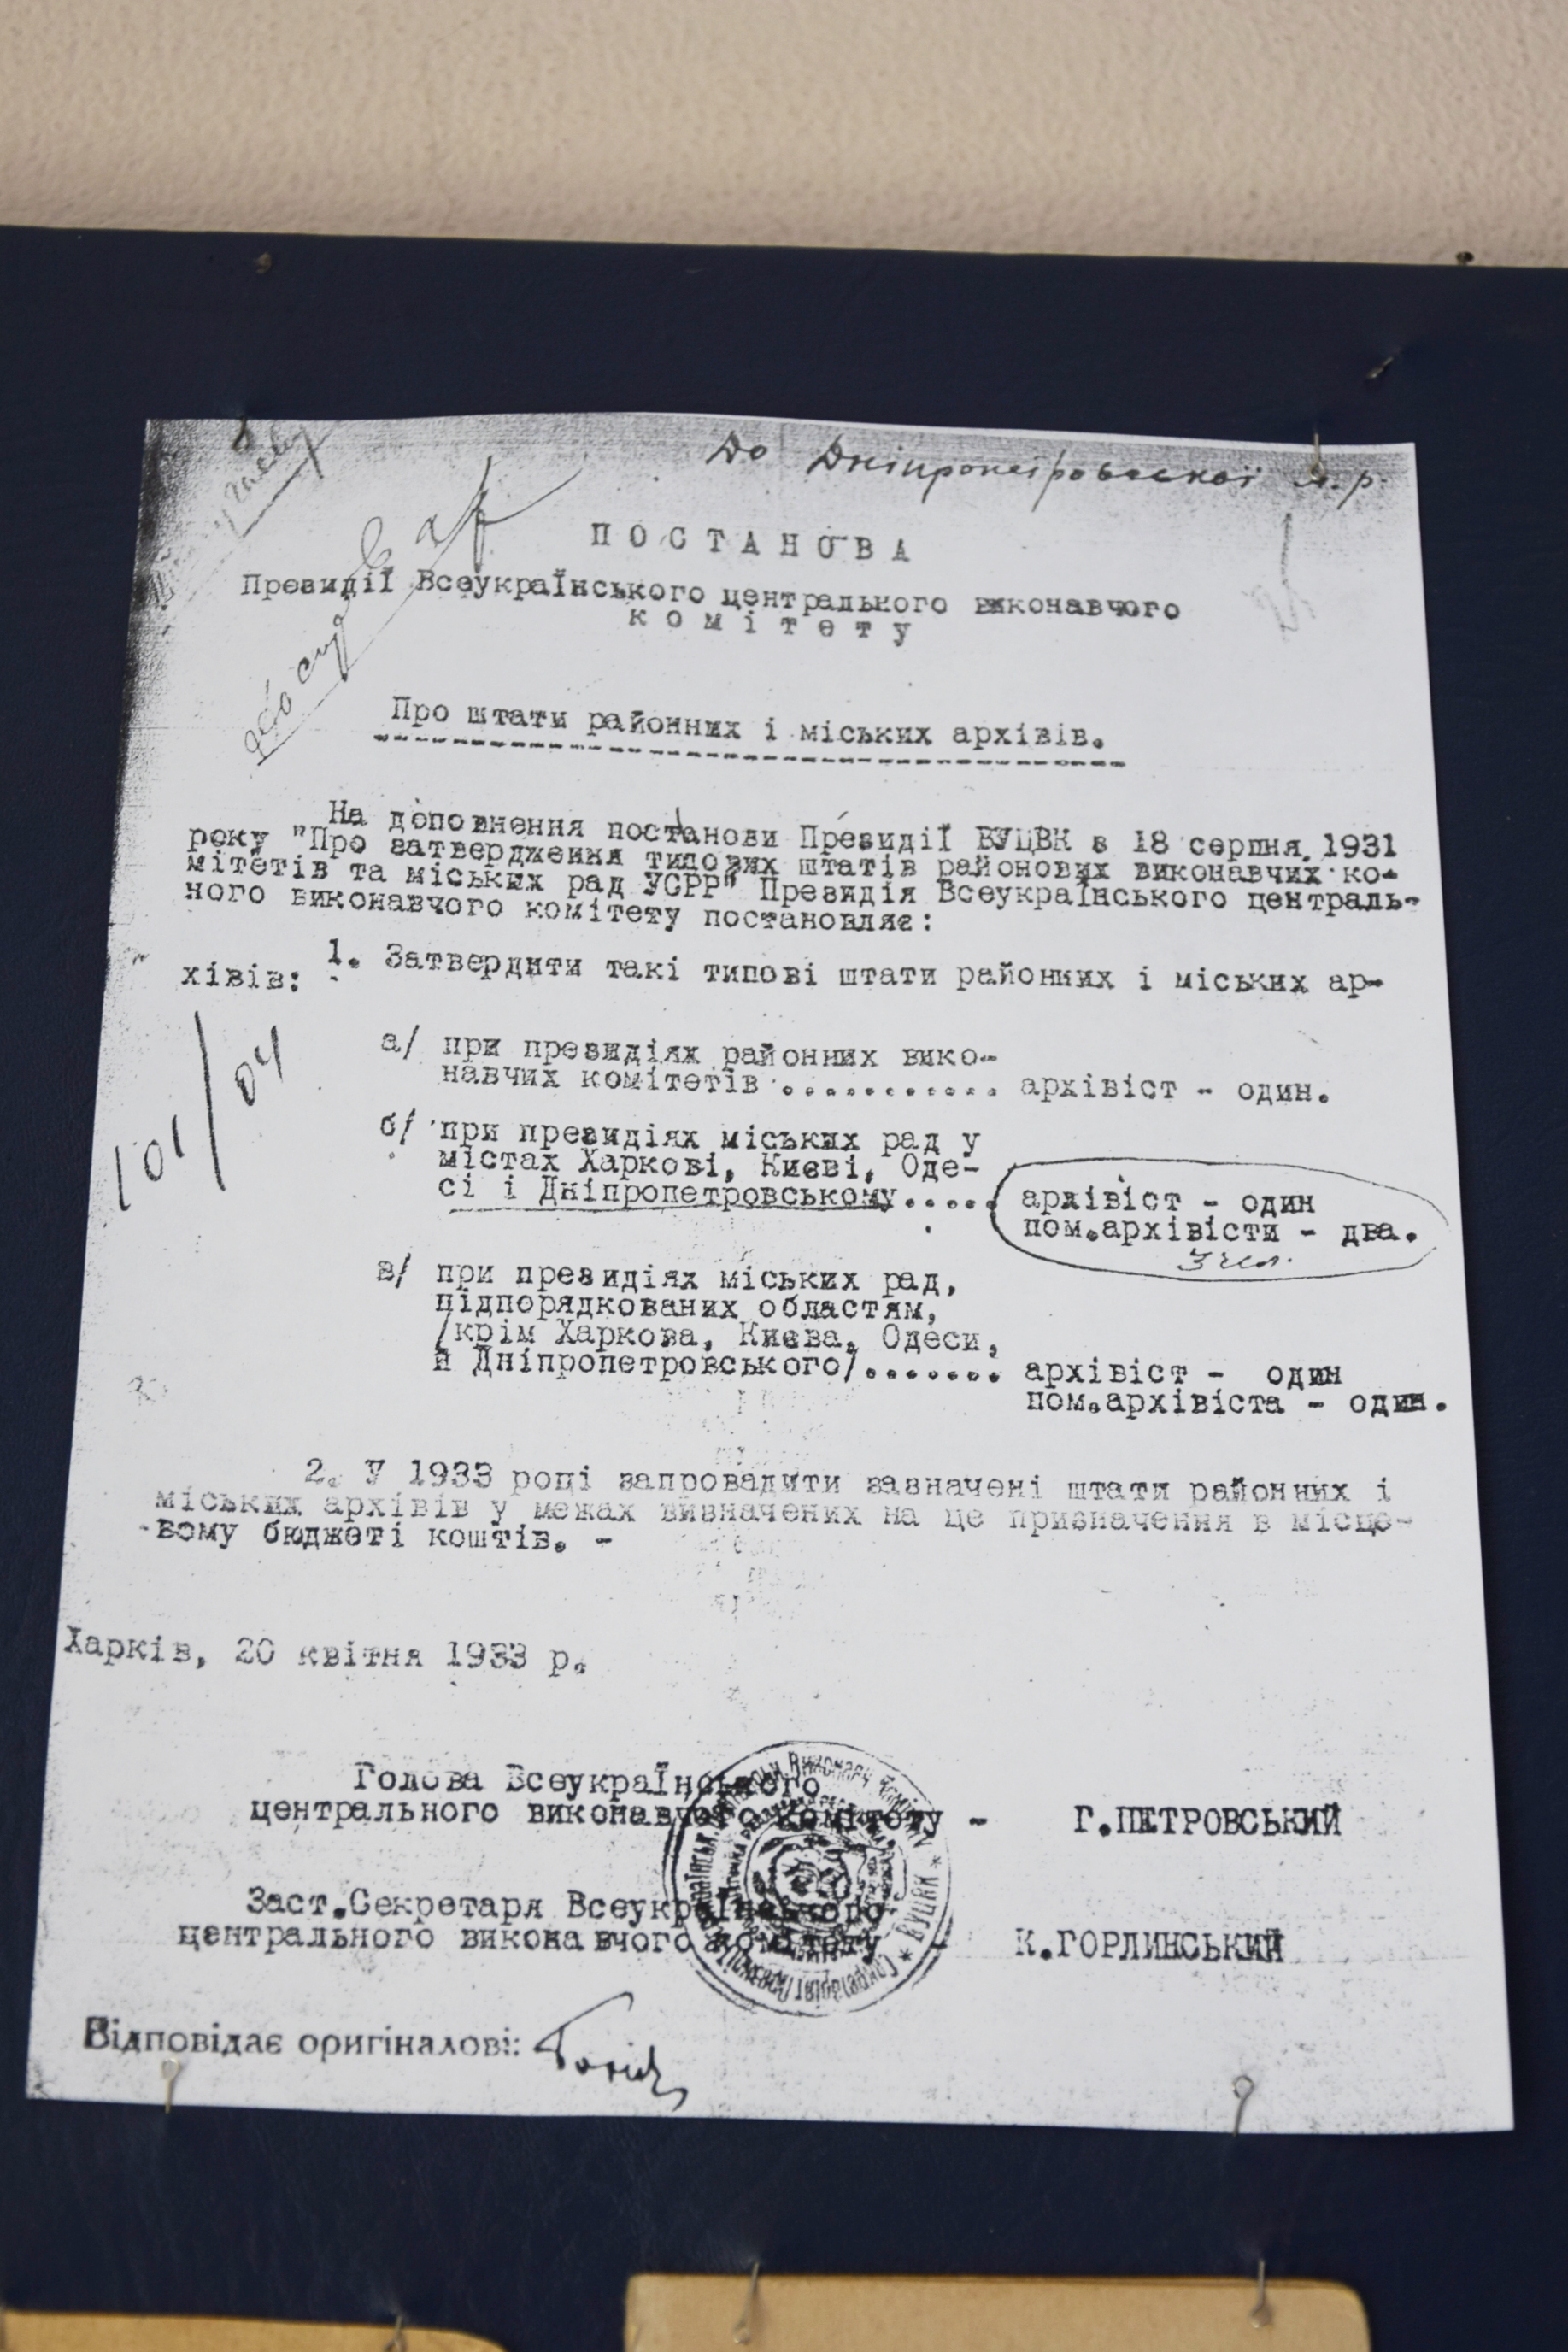 До Дніпропетровської м.р.
ПОСТАНОВА
Президії Всеукраїнського центрального виконавчого
комітету
Про штати районних і міських архівів.
На доповнення постанови Президії ВУЦВК з 18 серпня 1931
року "Про затвердження типових штатів районових виконавчих ко-
мітетів та міських рад УСРР" Президія Всеукраїнського централь-
ного виконавчого комітету постановляє:
1. Затвердити такі типові штати районних і міських ар-
хівів:
101/04
а/ при президіях районних вико-
навчих комітетів ............ архівіст - один.
б/ при президіях міських рад у
містах Харкові, Києві, Оде-
сі і Дніпропетровському..... архівіст - один
пом.архівісти - два.
3 чол.
в/ при президіях міських рад,
підпорядкованих областям,
/крім Харкова, Києва, Одеси,
й Дніпропетровського/....... архівіст - один
пом.архівіста - один.
2. У 1933 році запровадити зазначені штати районних і
міських архівів у межах визначених на це призначення в місце-
вому бюджеті коштів. -
Харків, 20 квітня 1933 р.
Голова Всеукраїнського
центрального виконавчого комітету - Г.ПЕТРОВСЬКИЙ
Заст.Секретаря Всеукраїнського
центрального виконавчого комітету - К.ГОРЛИНСЬКИЙ
* ВУЦВК *
Відповідає оригіналові: